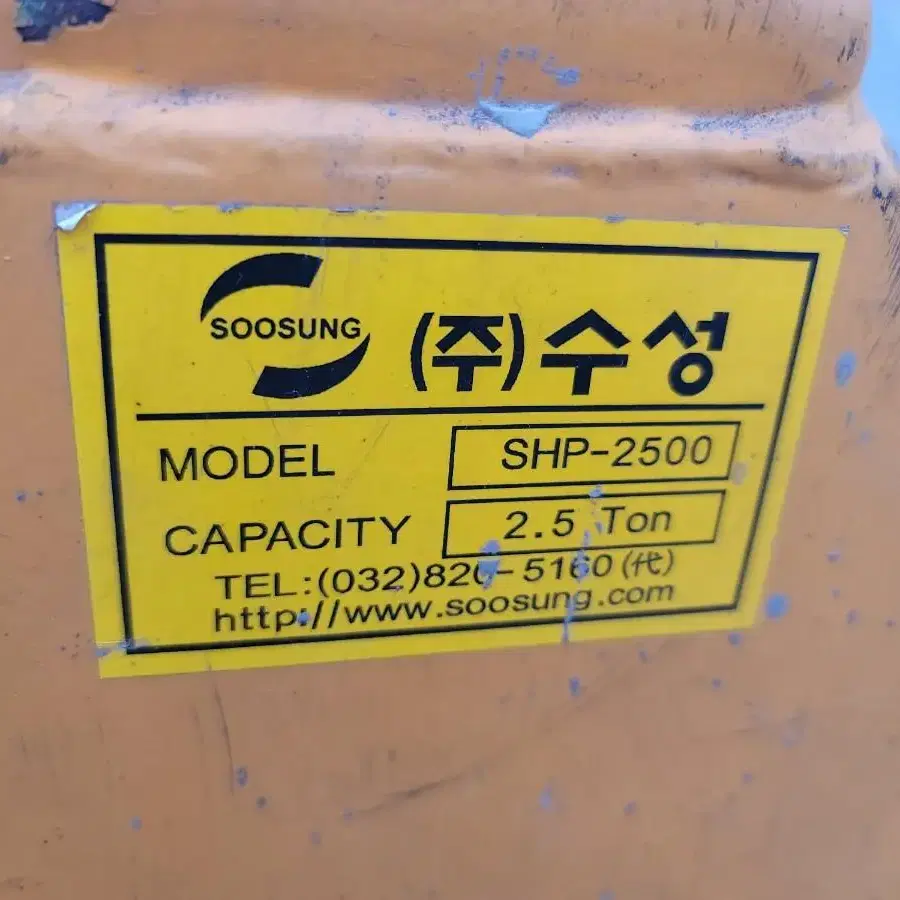 SOOSUNG
(주)수성
MODEL SHP-2500
CAPACITY 2.5 Ton
TEL:(032)820-5160(代)
http://www.soosung.com